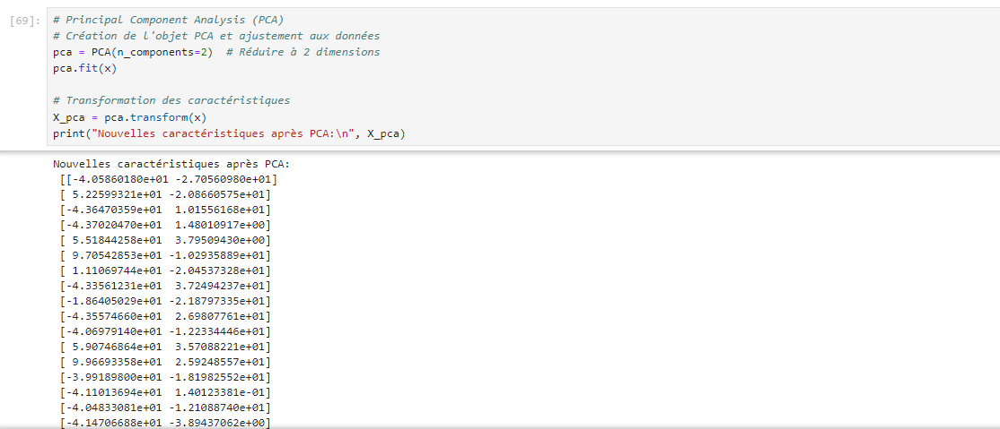 [69]:
# Principal Component Analysis (PCA)
# Création de l'objet PCA et ajustement aux données
pca = PCA(n_components=2)  # Réduire à 2 dimensions
pca.fit(x)
# Transformation des caractéristiques
X_pca = pca.transform(x)
print("Nouvelles caractéristiques après PCA:\n", X_pca)
Nouvelles caractéristiques après PCA:
[[-4.05860180e+01 -2.70560980e+01]
[ 5.22599321e+01 -2.08660575e+01]
[-4.36470359e+01  1.01556168e+01]
[-4.37020470e+01  1.48010917e+00]
[ 5.51844258e+01  3.79509430e+00]
[ 9.70542853e+01 -1.02935889e+01]
[ 1.11069744e+01 -2.04537328e+01]
[-4.33561231e+01  3.72494237e+01]
[-1.86405029e+01 -2.18797335e+01]
[-4.35574660e+01  2.69807761e+01]
[-4.06979140e+01 -1.22334446e+01]
[ 5.90746864e+01  3.57088221e+01]
[ 9.96693358e+01  2.59248557e+01]
[-3.99189800e+01 -1.81982552e+01]
[-4.11013694e+01  1.40123381e-01]
[-4.04833081e+01 -1.21088740e+01]
[-4.14706688e+01 -3.89437062e+00]